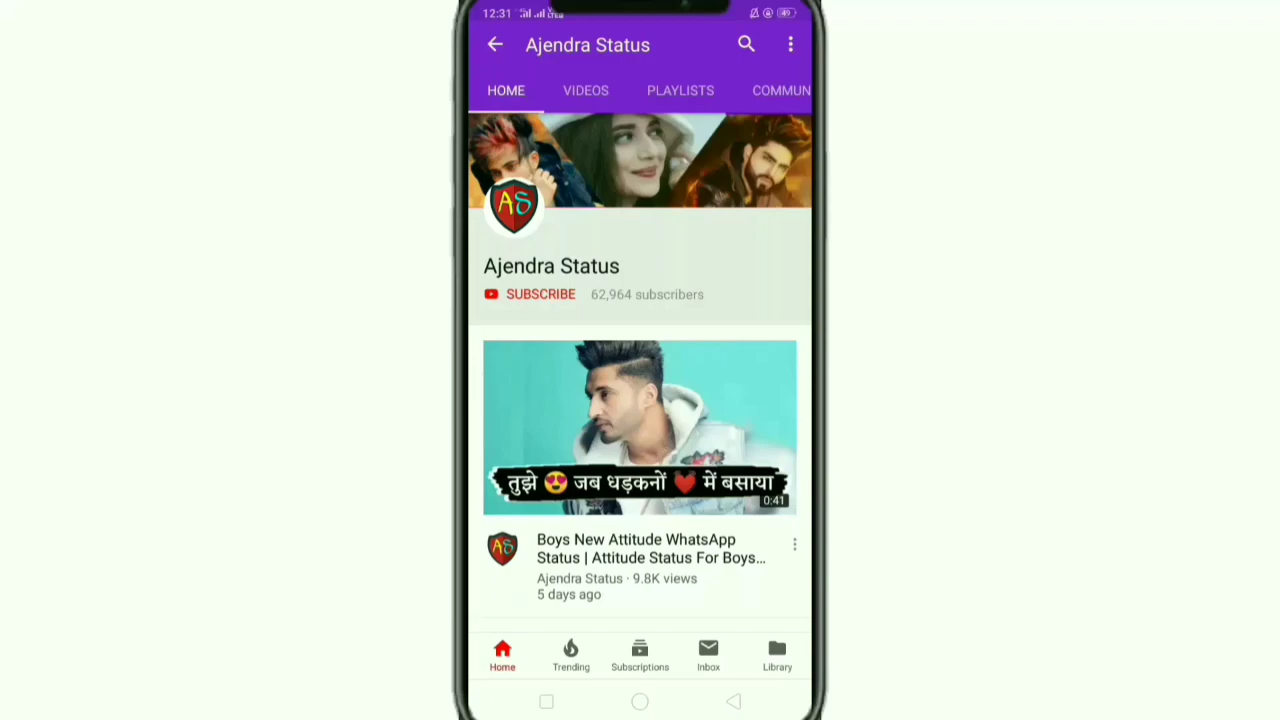 12:31
49
Ajendra Status
HOME VIDEOS PLAYLISTS COMMUN
AS
Ajendra Status
SUBSCRIBE 62,964 subscribers
तुझे 😍 जब धड़कनों ❤️ में बसाया
0:41
AS
Boys New Attitude WhatsApp
Status | Attitude Status For Boys...
Ajendra Status · 9.8K views
5 days ago
Home Trending Subscriptions Inbox Library